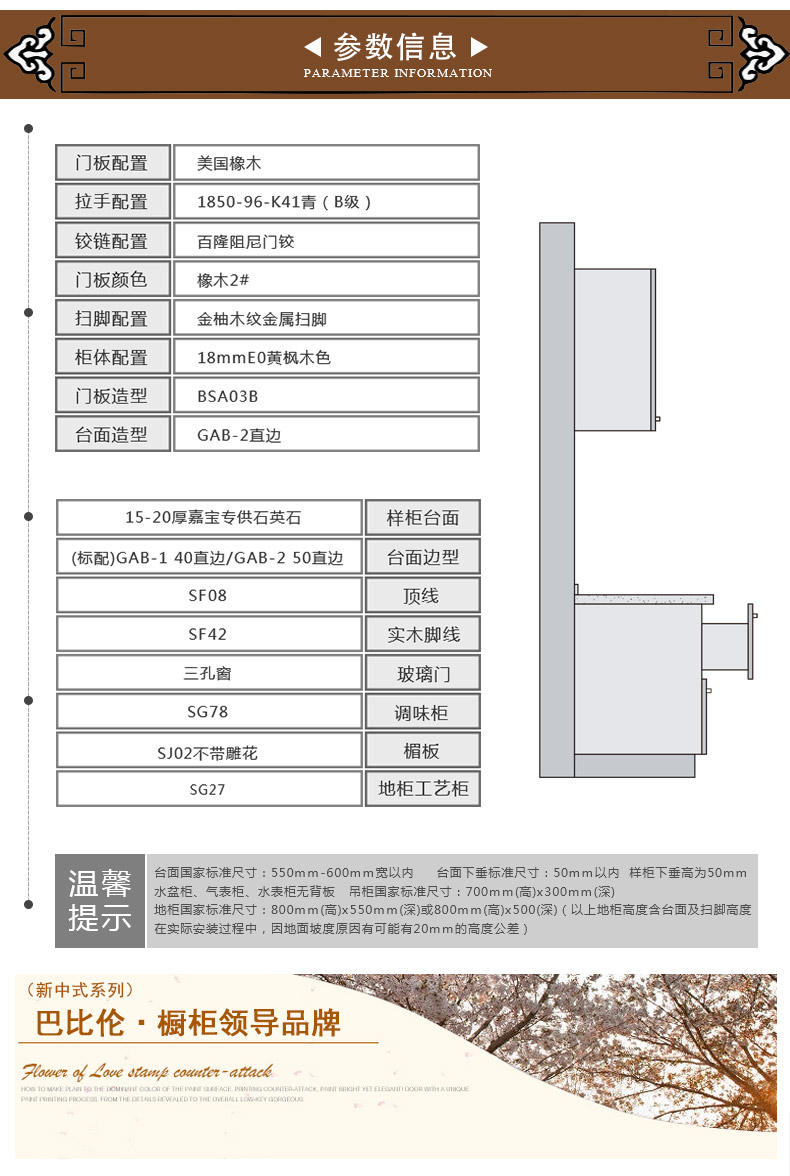 参数信息
PARAMETER INFORMATION
门板配置 美国橡木
拉手配置 1850-96-K41青（B级）
铰链配置 百隆阻尼门铰
门板颜色 橡木2#
扫脚配置 金柚木纹金属扫脚
柜体配置 18mmE0黄枫木色
门板造型 BSA03B
台面造型 GAB-2直边
15-20厚嘉宝专供石英石 样柜台面
(标配)GAB-1 40直边/GAB-2 50直边 台面边型
SF08 顶线
SF42 实木脚线
三孔窗 玻璃门
SG78 调味柜
SJ02不带雕花 楣板
SG27 地柜工艺柜
温馨
提示
台面国家标准尺寸：550mm-600mm宽以内 台面下垂标准尺寸：50mm以内 样柜下垂高为50mm
水盆柜、气表柜、水表柜无背板 吊柜国家标准尺寸：700mm(高)x300mm(深)
地柜国家标准尺寸：800mm(高)x550mm(深)或800mm(高)x500(深)（以上地柜高度含台面及扫脚高度
在实际安装过程中，因地面坡度原因有可能有20mm的高度公差）
（新中式系列）
巴比伦·橱柜领导品牌
Flower of Love stamp counter-attack
HOW TO MAKE PLAIN TO THE DOMINANT COLOR OF THE PAINT SURFACE. PRINTING COUNTER-ATTACK, PAINT BRIGHT YET ELEGANT! DOOR WITH A UNIQUE
PAINT PRINTING PROCESS. FROM THE DETAILS REVEALED TO THE OVERALL LOW-KEY GORGEOUS.